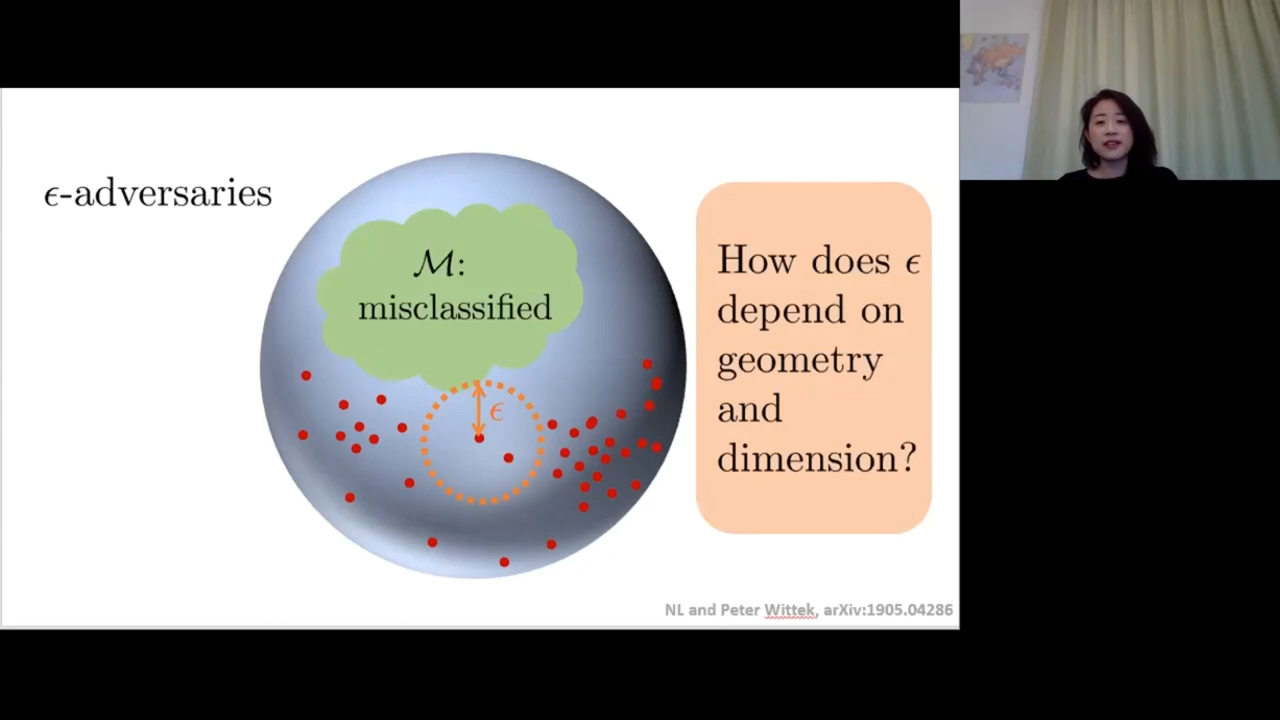 ϵ-adversaries
ℳ:
misclassified
ϵ
How does ϵ
depend on
geometry
and
dimension?
NL and Peter Wittek, arXiv:1905.04286